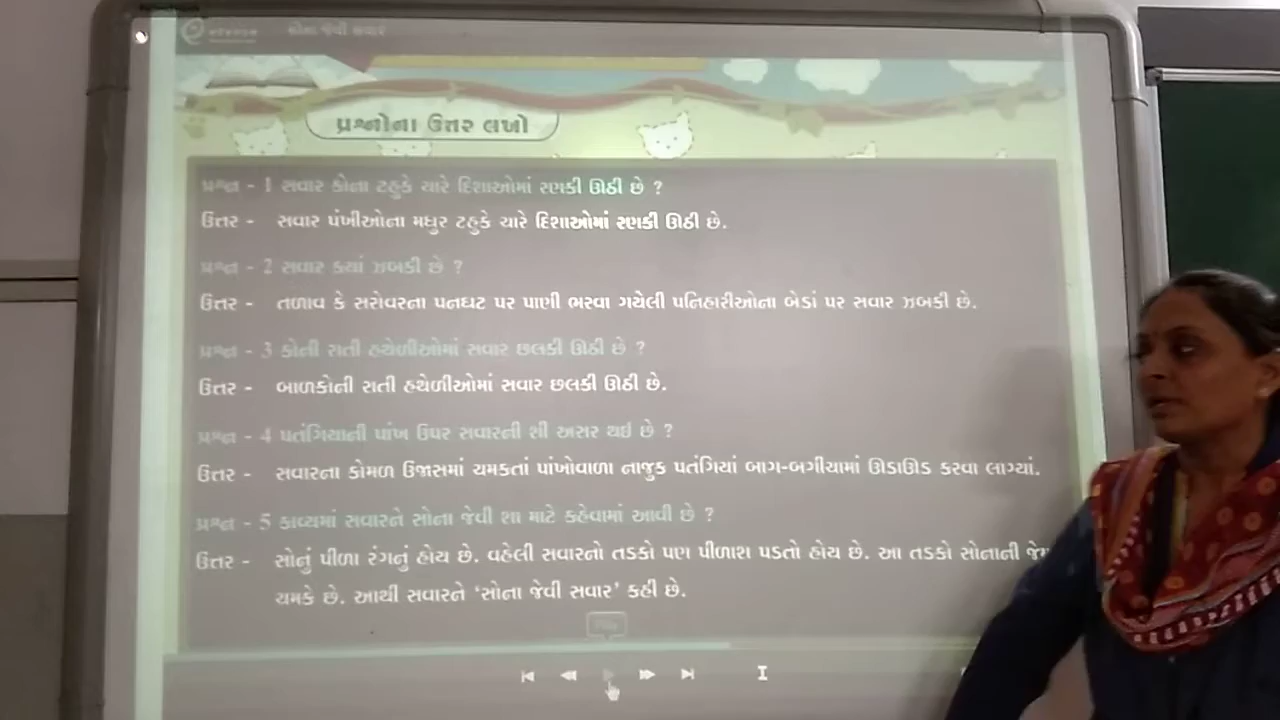 સોના જેવી સવાર
પ્રશ્નોના ઉત્તર લખો
પ્રશ્ન - 1 સવાર કોના ટહુકે ચારે દિશાઓમાં રણકી ઊઠી છે ?
ઉત્તર - સવાર પંખીઓના મધુર ટહુકે ચારે દિશાઓમાં રણકી ઊઠી છે.
પ્રશ્ન - 2 સવાર ક્યાં ઝબકી છે ?
ઉત્તર - તળાવ કે સરોવરના પનઘટ પર પાણી ભરવા ગયેલી પનિહારીઓના બેડાં પર સવાર ઝબકી છે.
પ્રશ્ન - 3 કોની રાતી હથેળીઓમાં સવાર છલકી ઊઠી છે ?
ઉત્તર - બાળકોની રાતી હથેળીઓમાં સવાર છલકી ઊઠી છે.
પ્રશ્ન - 4 પતંગિયાની પાંખ ઉપર સવારની શી અસર થઇ છે ?
ઉત્તર - સવારના કોમળ ઉજાસમાં ચમકતાં પાંખોવાળા નાજુક પતંગિયાં બાગ-બગીચામાં ઊડાઊડ કરવા લાગ્યાં.
પ્રશ્ન - 5 કાવ્યમાં સવારને સોના જેવી શા માટે કહેવામાં આવી છે ?
ઉત્તર - સોનું પીળા રંગનું હોય છે. વહેલી સવારનો તડકો પણ પીળાશ પડતો હોય છે. આ તડકો સોનાની
ચમકે છે. આથી સવારને ‘સોના જેવી સવાર’ કહી છે.